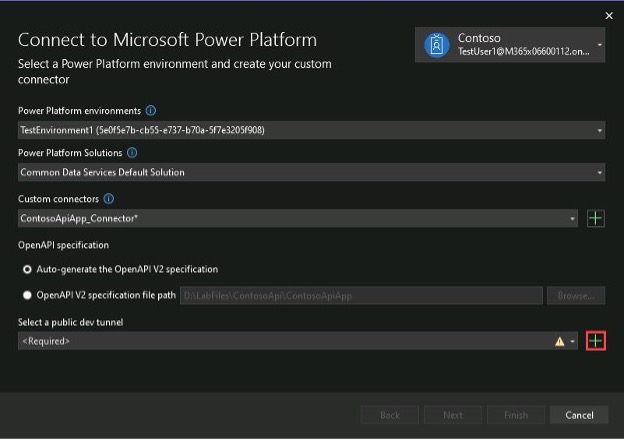 Connect to Microsoft Power Platform
Select a Power Platform environment and create your custom
connector
Contoso
TestUser1@M365x06600112.on...
Power Platform environments
TestEnvironment1 (5e0f5e7b-cb55-e737-b70a-5f7e3205f908)
Power Platform Solutions
Common Data Services Default Solution
Custom connectors
ContosoApiApp_Connector*
OpenAPI specification
Auto-generate the OpenAPI V2 specification
OpenAPI V2 specification file path
D:\LabFiles\ContosoApi\ContosoApiApp
Browse...
Select a public dev tunnel
<Required>
Back
Next
Finish
Cancel